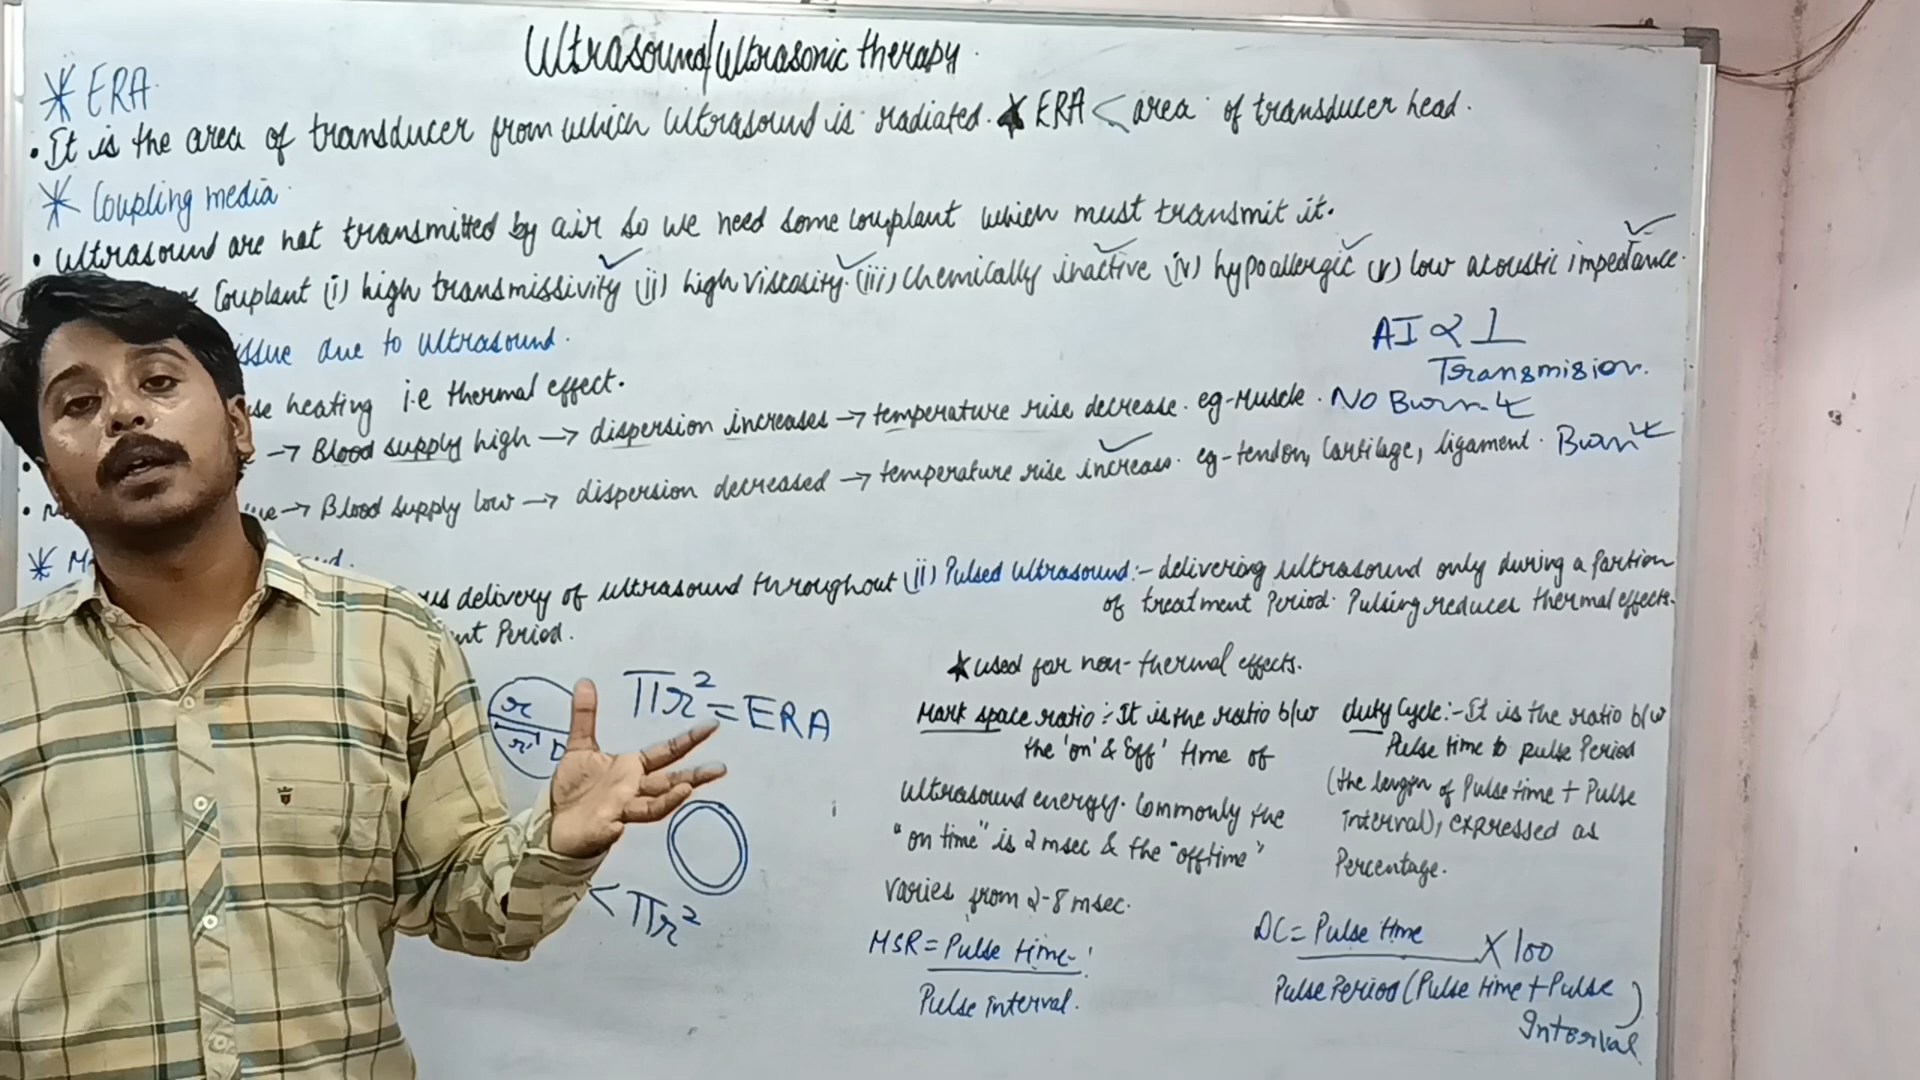 Ultrasound/Ultrasonic therapy.
* ERA
• It is the area of transducer from which ultrasound is radiated. ★ ERA < area of transducer head.
* Coupling media
• Ultrasound are not transmitted by air so we need some couplant which must transmit it.
Couplant (i) high transmissivity (ii) high viscosity (iii) Chemically inactive (iv) hypoallergic (v) low acoustic impedance.
AI ∝ 1
Transmision.
issue due to Ultrasound.
use heating i.e thermal effect.
→ Blood supply high → dispersion increases → temperature rise decrease. eg-Muscle. NO Burn
→ Blood supply low → dispersion decreased → temperature rise increase. eg-tendon, Cartilage, ligament. Burn
* M
us delivery of ultrasound throughout
nt Period.
(ii) Pulsed Ultrasound:- delivering ultrasound only during a Partion
of treatment Period. Pulsing reduces thermal effects.
r
r D
πr² = ERA
< πr²
★ used for non-thermal effects.
Mark space ratio:- It is the ratio b/w
the 'on' & 'off' time of
ultrasound energy. Commonly the
"on time" is 2 msec & the "offtime"
varies from 2-8 msec.
MSR = Pulse time
Pulse interval.
duty Cycle:- It is the ratio b/w
Pulse time to pulse Period
(the length of Pulse time + Pulse
interval), expressed as
Percentage.
DC = Pulse time X 100
Pulse Period (Pulse time + Pulse
Interval)